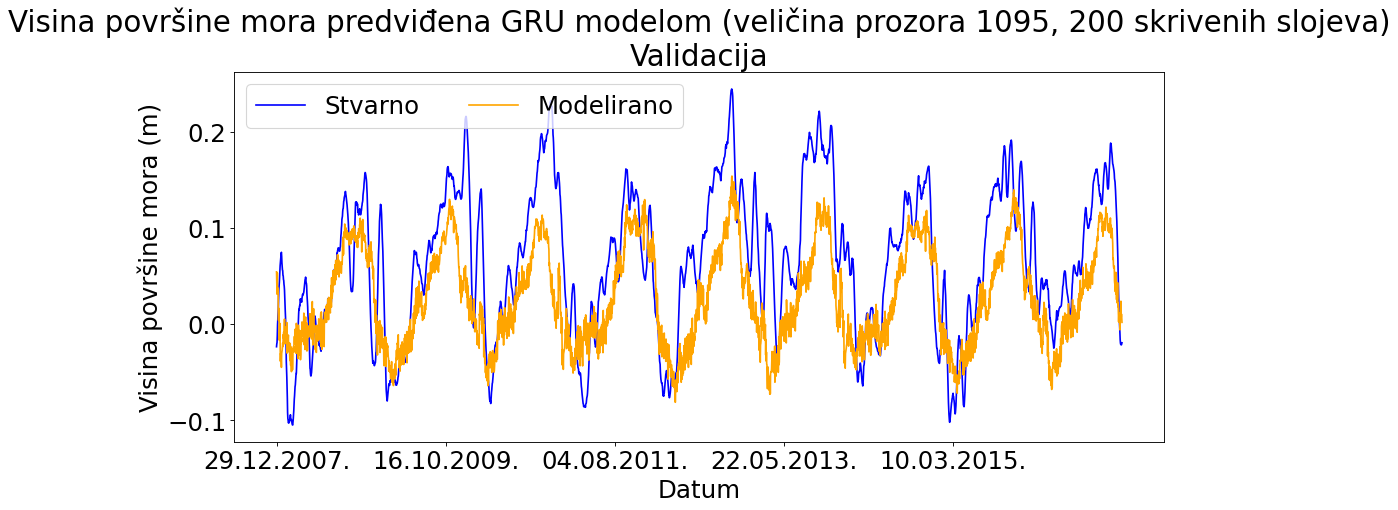 Visina površine mora predviđena GRU modelom (veličina prozora 1095, 200 skrivenih slojeva)
Validacija
Stvarno Modelirano
Visina površine mora (m)
0.2
0.1
0.0
−0.1
29.12.2007. 16.10.2009. 04.08.2011. 22.05.2013. 10.03.2015.
Datum